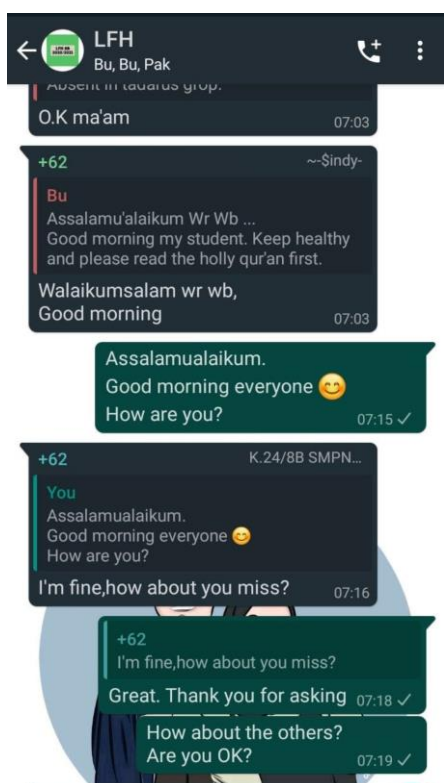 LFH
Bu, Bu, Pak
Absent in tadarus grop.
O.K ma'am
07:03
+62 ~-$indy-
Bu
Assalamu'alaikum Wr Wb ...
Good morning my student. Keep healthy
and please read the holly qur'an first.
Walaikumsalam wr wb,
Good morning
07:03
Assalamualaikum.
Good morning everyone 😊
How are you?
07:15
+62 K.24/8B SMPN...
You
Assalamualaikum.
Good morning everyone 😊
How are you?
I'm fine,how about you miss?
07:16
+62
I'm fine,how about you miss?
Great. Thank you for asking 07:18
How about the others?
Are you OK?
07:19